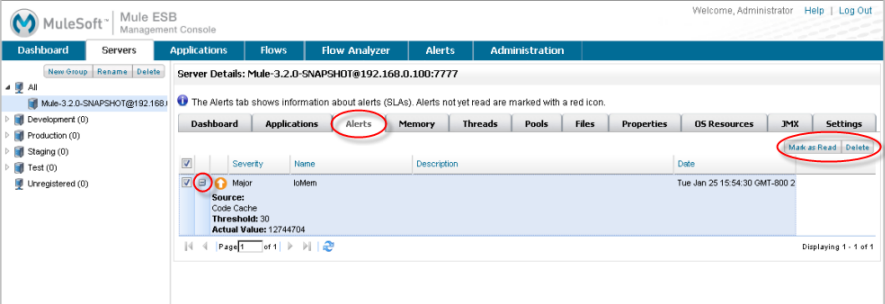 Welcome, Administrator Help | Log Out
MuleSoft™ Mule ESB
Management Console
Dashboard Servers Applications Flows Flow Analyzer Alerts Administration
New Group Rename Delete
Server Details: Mule-3.2.0-SNAPSHOT@192.168.0.100:7777
All
Mule-3.2.0-SNAPSHOT@192.168.
Development (0)
Production (0)
Staging (0)
Test (0)
Unregistered (0)
The Alerts tab shows information about alerts (SLAs). Alerts not yet read are marked with a red icon.
Dashboard Applications Alerts Memory Threads Pools Files Properties OS Resources JMX Settings
Mark as Read Delete
Severity Name Description Date
Major loMem Tue Jan 25 15:54:30 GMT-800 2
Source:
Code Cache
Threshold: 30
Actual Value: 12744704
Page 1 of 1
Displaying 1 - 1 of 1